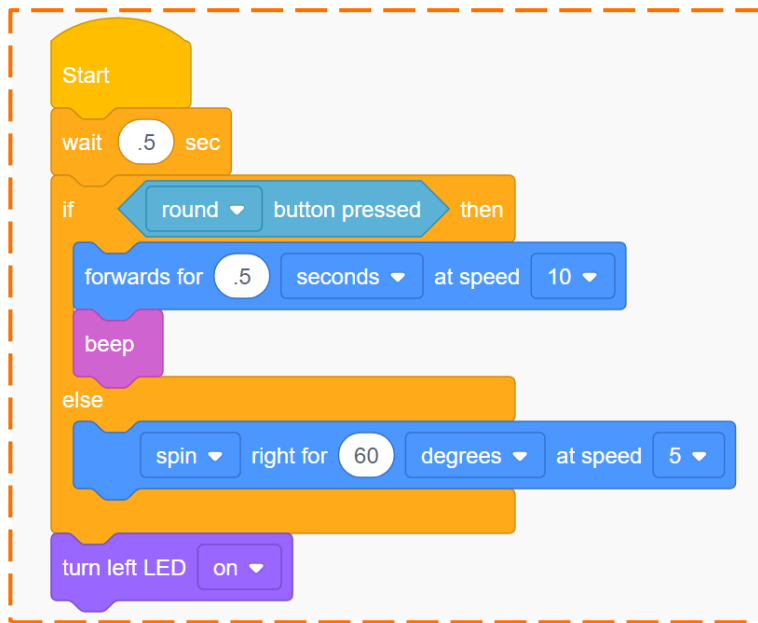 Start
wait .5 sec
if round button pressed then
forwards for .5 seconds at speed 10
beep
else
spin right for 60 degrees at speed 5
turn left LED on